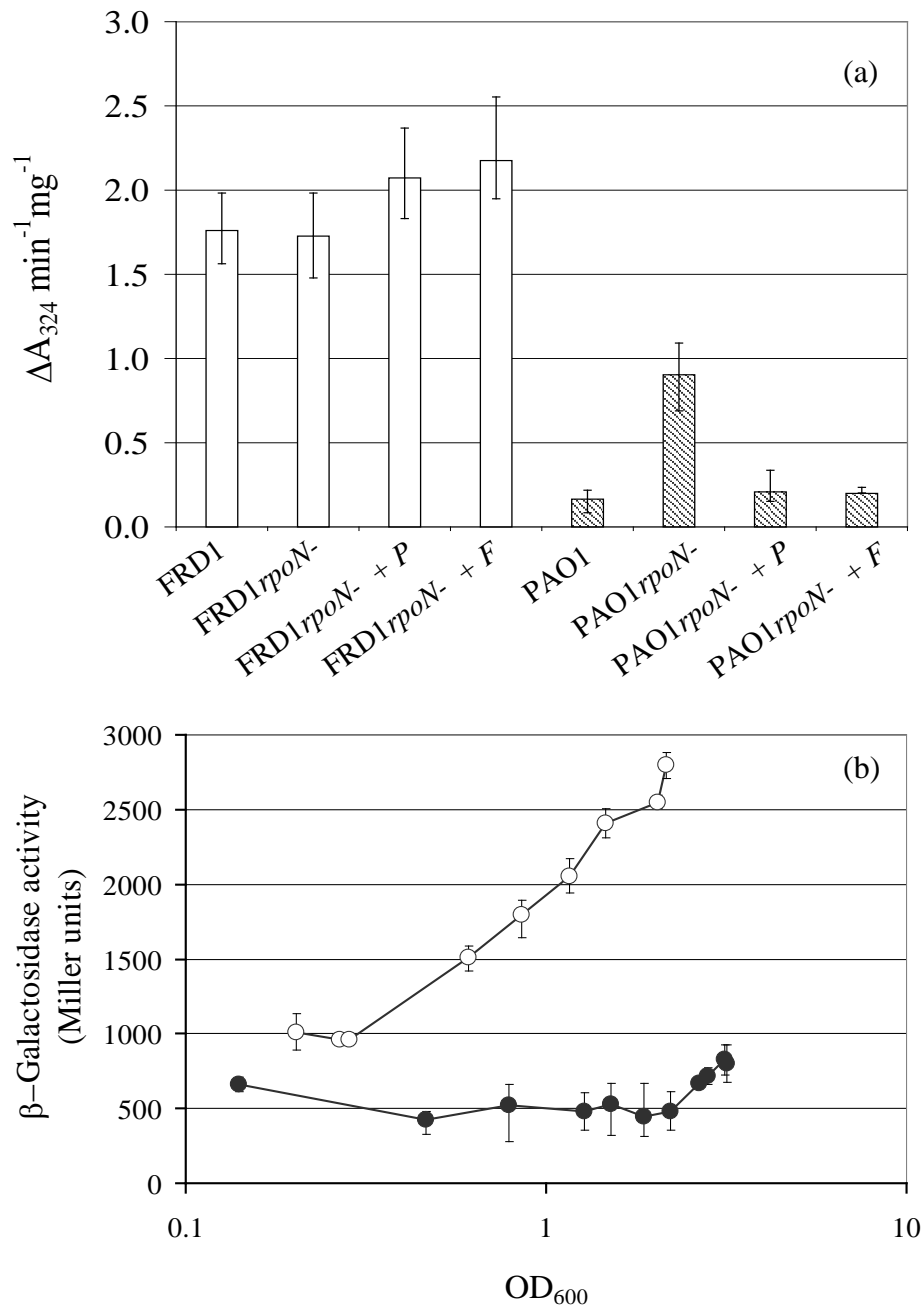 3.0
(a)
2.5
2.0
1.5
1.0
0.5
0.0
ΔA₃₂₄ min⁻¹mg⁻¹
FRD1
FRD1rpoN-
FRD1rpoN- + P
FRD1rpoN- + F
PAO1
PAO1rpoN-
PAO1rpoN- + P
PAO1rpoN- + F
3000
(b)
2500
2000
1500
1000
500
0
β–Galactosidase activity
(Miller units)
0.1 1 10
OD₆₀₀